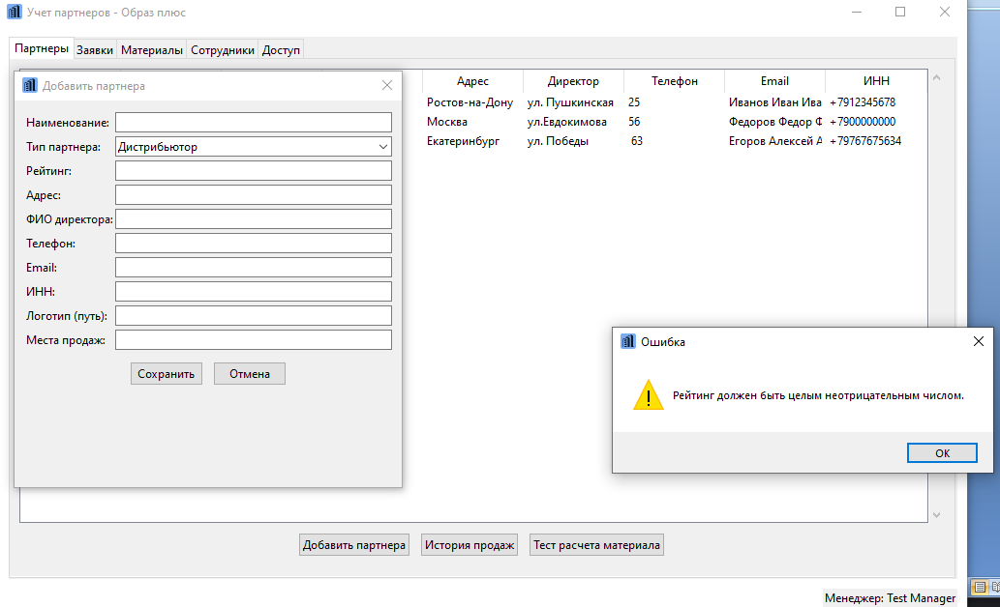 Учет партнеров - Образ плюс
Партнеры Заявки Материалы Сотрудники Доступ
Добавить партнера
Наименование:
Тип партнера: Дистрибьютор
Рейтинг:
Адрес:
ФИО директора:
Телефон:
Email:
ИНН:
Логотип (путь):
Места продаж:
Сохранить Отмена
Адрес Директор Телефон Email ИНН
Ростов-на-Дону ул. Пушкинская 25 Иванов Иван Ива +7912345678
Москва ул.Евдокимова 56 Федоров Федор Ф +7900000000
Екатеринбург ул. Победы 63 Егоров Алексей А +79767675634
Ошибка
Рейтинг должен быть целым неотрицательным числом.
ОК
Добавить партнера История продаж Тест расчета материала
Менеджер: Test Manager